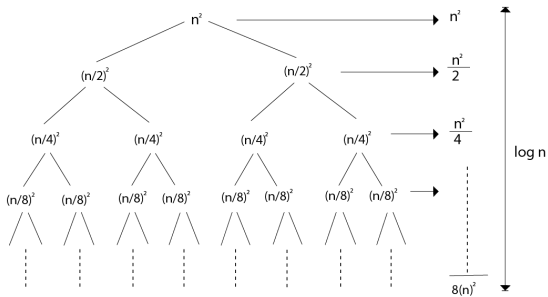 n² n²
(n/2)² (n/2)² n²/2
(n/4)² (n/4)² (n/4)² (n/4)² n²/4
log n
(n/8)² (n/8)² (n/8)² (n/8)² (n/8)² (n/8)² (n/8)² (n/8)²
8(n)²